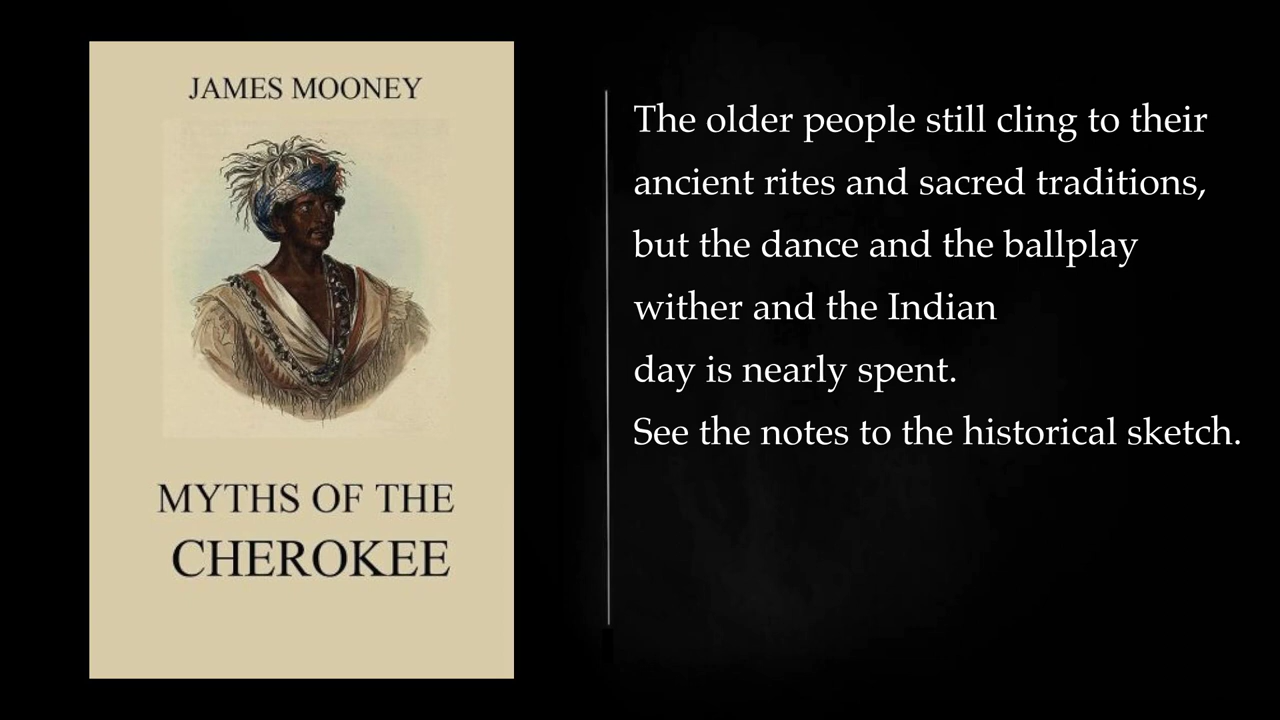 JAMES MOONEY
MYTHS OF THE
CHEROKEE
The older people still cling to their
ancient rites and sacred traditions,
but the dance and the ballplay
wither and the Indian
day is nearly spent.
See the notes to the historical sketch.